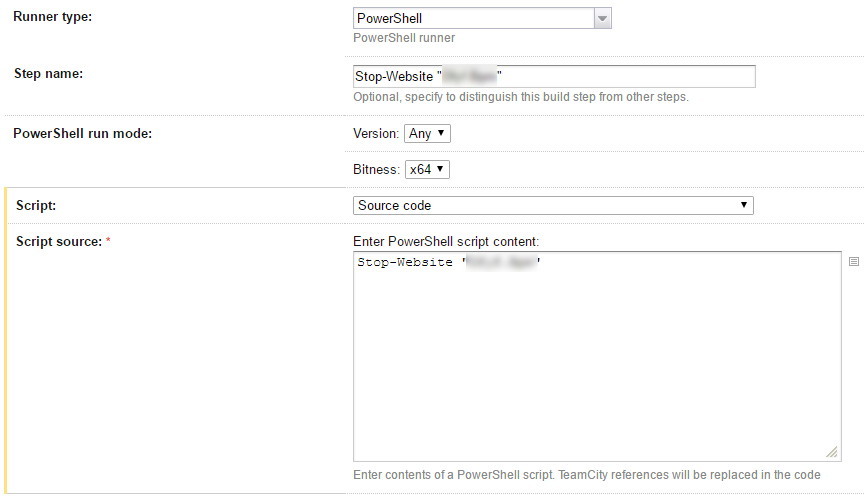 Runner type:
PowerShell
PowerShell runner
Step name:
Stop-Website " "
Optional, specify to distinguish this build step from other steps.
PowerShell run mode:
Version: Any
Bitness: x64
Script:
Source code
Script source: *
Enter PowerShell script content:
Stop-Website ' '
Enter contents of a PowerShell script. TeamCity references will be replaced in the code